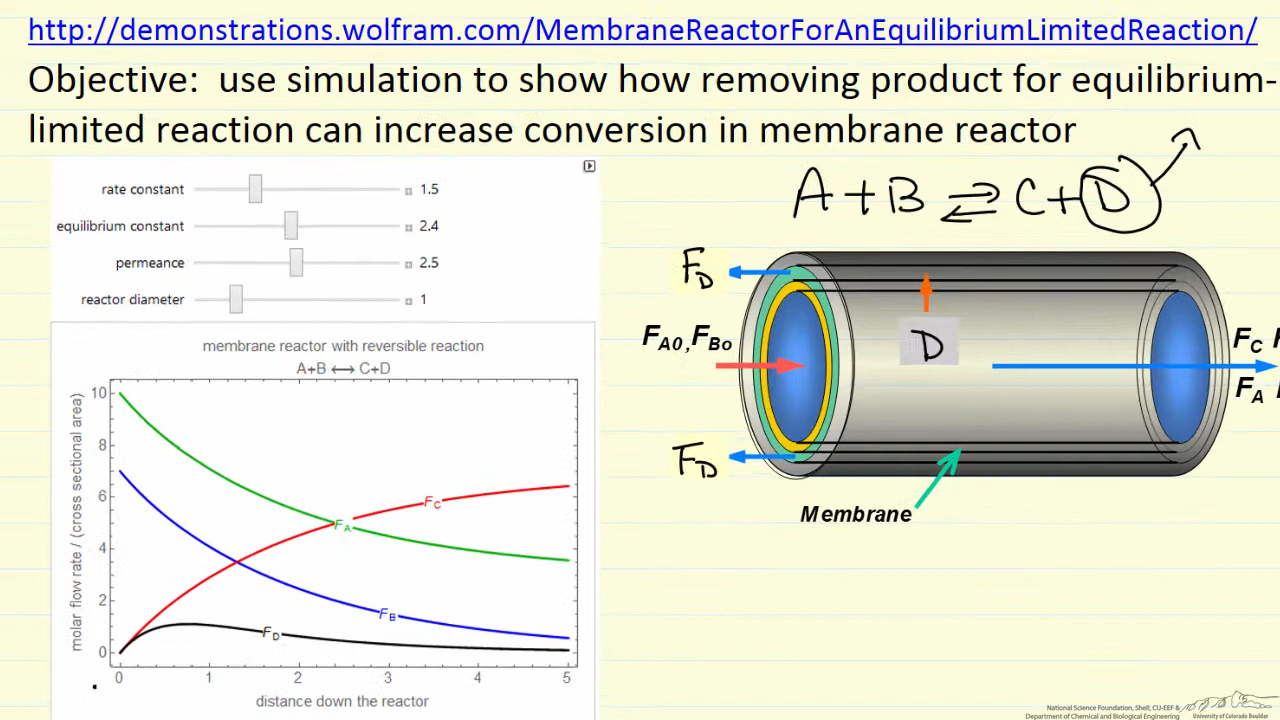 http://demonstrations.wolfram.com/MembraneReactorForAnEquilibriumLimitedReaction/
Objective: use simulation to show how removing product for equilibrium-
limited reaction can increase conversion in membrane reactor
rate constant 1.5
equilibrium constant 2.4
permeance 2.5
reactor diameter 1
membrane reactor with reversible reaction
A+B ⟷ C+D
molar flow rate / (cross sectional area)
10
8
6
4
2
0
F_C
F_A
F_B
F_D
0 1 2 3 4 5
distance down the reactor
A+B ⇌ C+D
F_D
F_A0,F_Bo
D
F_C F
F_A
F_D
Membrane
National Science Foundation, Shell, CU-EEF &
Department of Chemical and Biological Engineering
University of Colorado Boulder